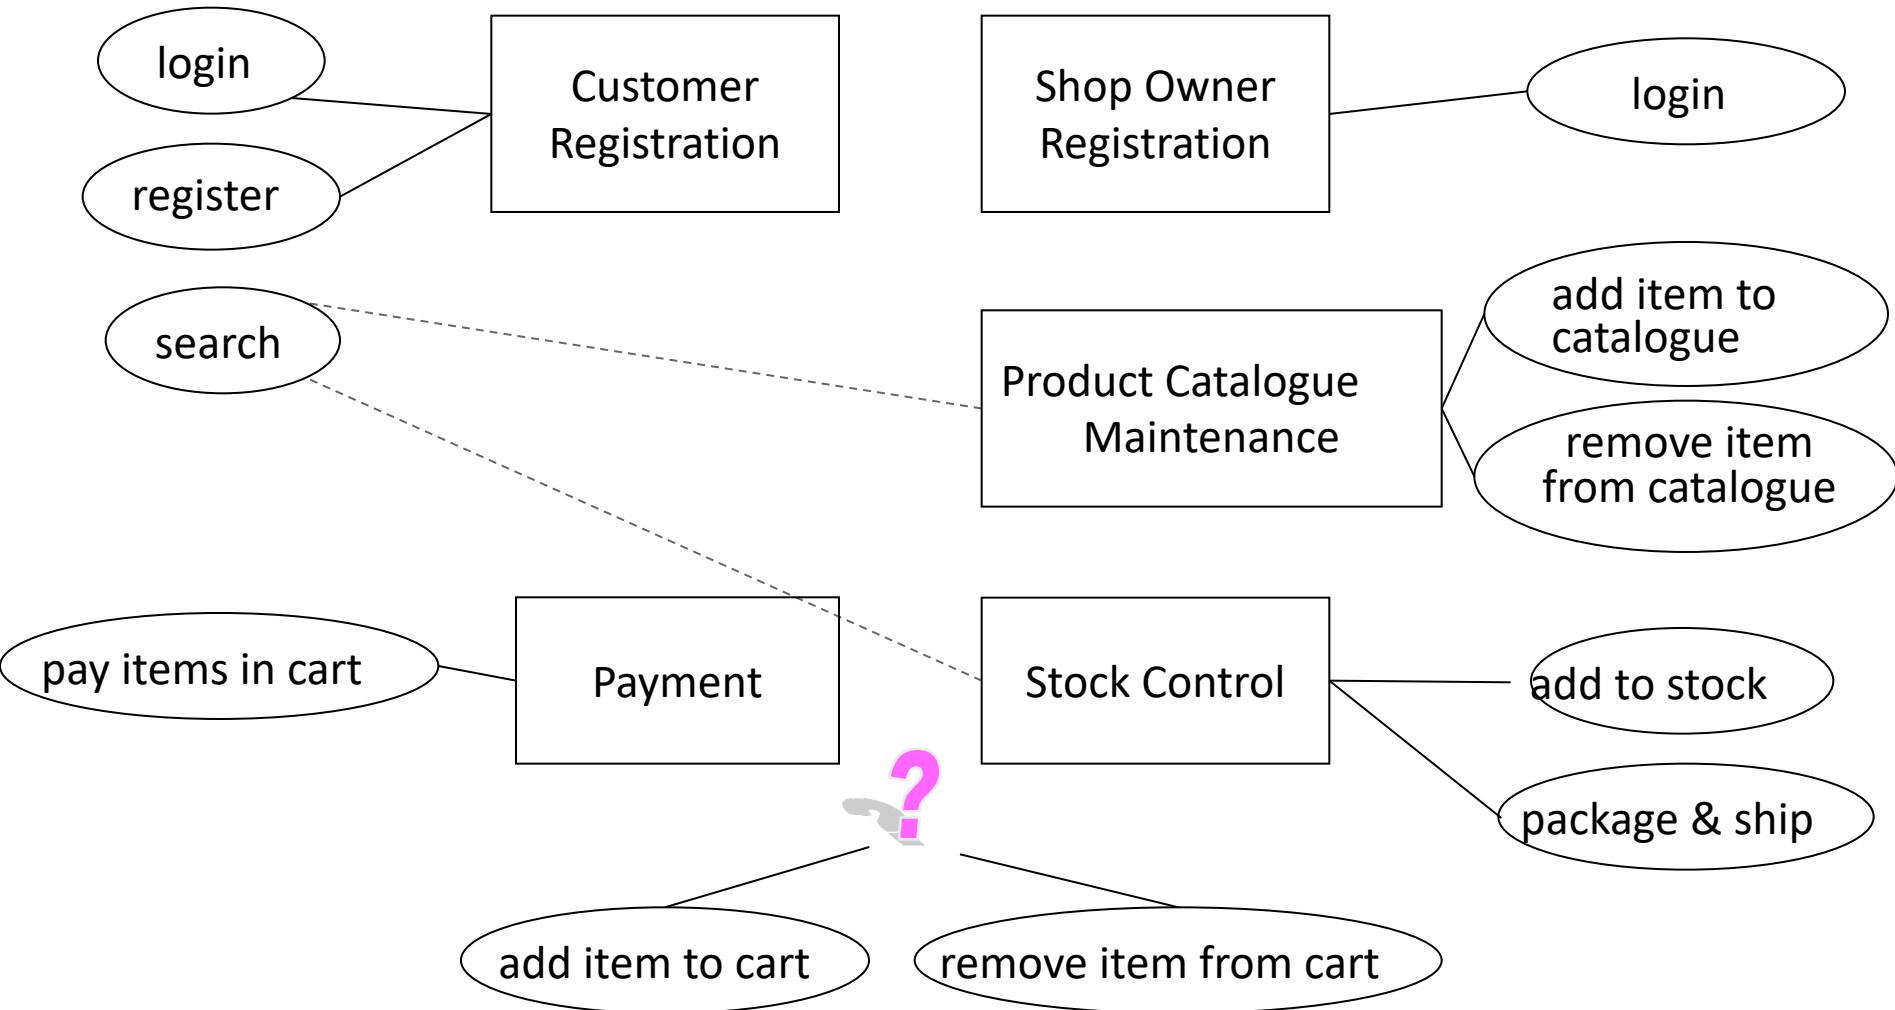 login
Customer
Registration
Shop Owner
Registration
login
register
search
add item to
catalogue
Product Catalogue
Maintenance
remove item
from catalogue
pay items in cart
Payment
Stock Control
add to stock
?
package & ship
add item to cart
remove item from cart